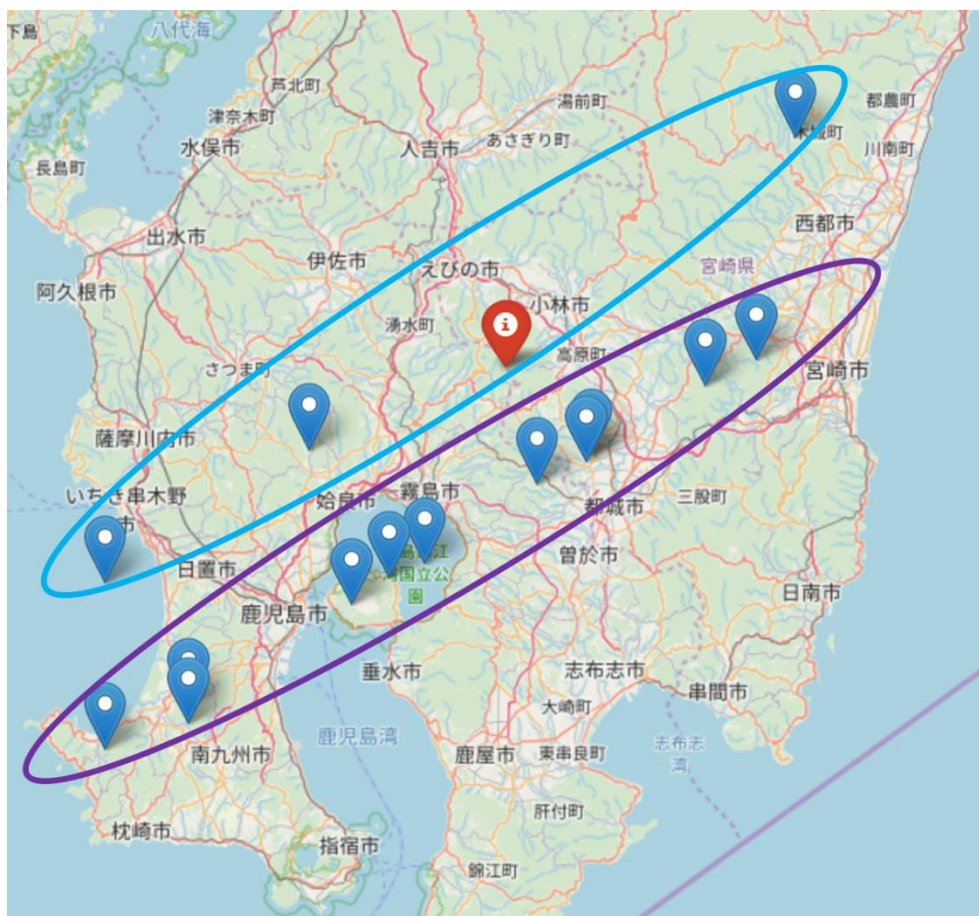 下島
八代海
芦北町
津奈木町
湯前町
都農町
木城町
水俣市
人吉市
あさぎり町
川南町
長島町
西都市
出水市
伊佐市
えびの市
宮崎県
阿久根市
小林市
湧水町
高原町
さつま町
宮崎市
薩摩川内市
いちき串木野
市
姶良市
霧島市
三股町
都城市
曽於市
日置市
江
湾国立公
園
鹿児島市
日南市
垂水市
志布志市
串間市
大崎町
鹿児島湾
南九州市
鹿屋市
東串良町
志布志
湾
肝付町
枕崎市
指宿市
錦江町